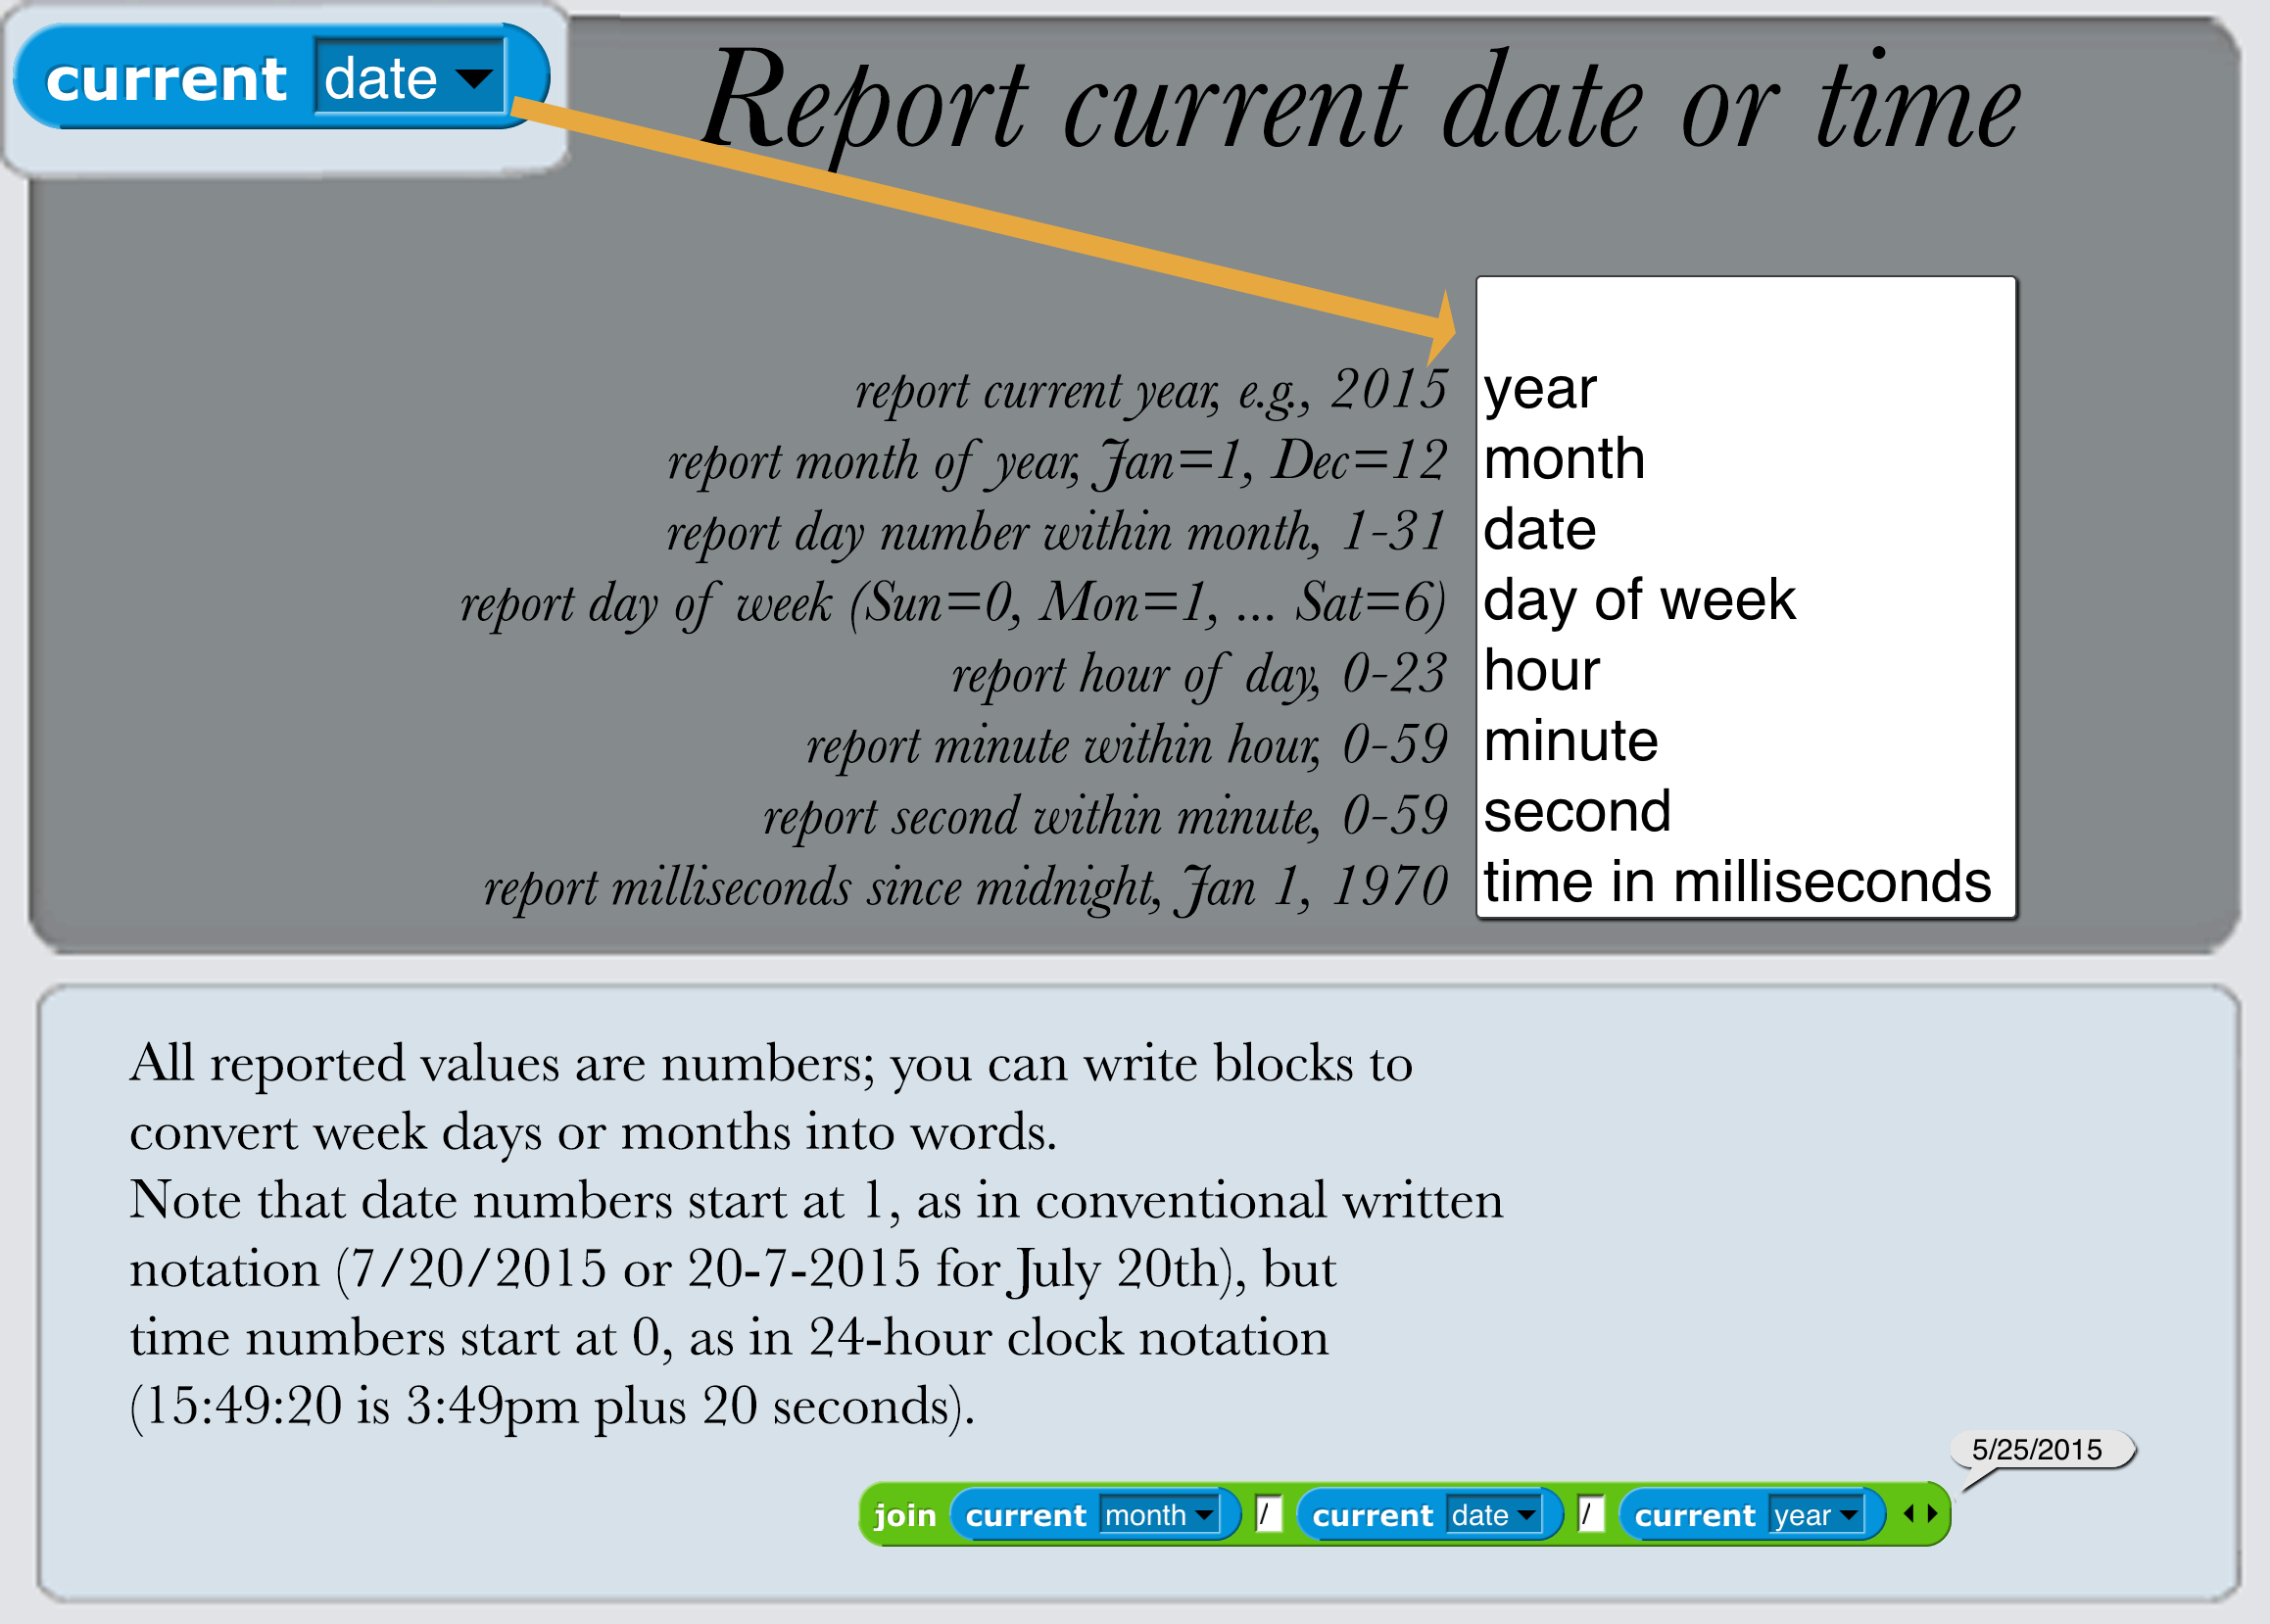 current date
Report current date or time
report current year, e.g., 2015 year
report month of year, Jan=1, Dec=12 month
report day number within month, 1-31 date
report day of week (Sun=0, Mon=1, ... Sat=6) day of week
report hour of day, 0-23 hour
report minute within hour, 0-59 minute
report second within minute, 0-59 second
report milliseconds since midnight, Jan 1, 1970 time in milliseconds
All reported values are numbers; you can write blocks to
convert week days or months into words.
Note that date numbers start at 1, as in conventional written
notation (7/20/2015 or 20-7-2015 for July 20th), but
time numbers start at 0, as in 24-hour clock notation
(15:49:20 is 3:49pm plus 20 seconds).
5/25/2015
join current month / current date / current year